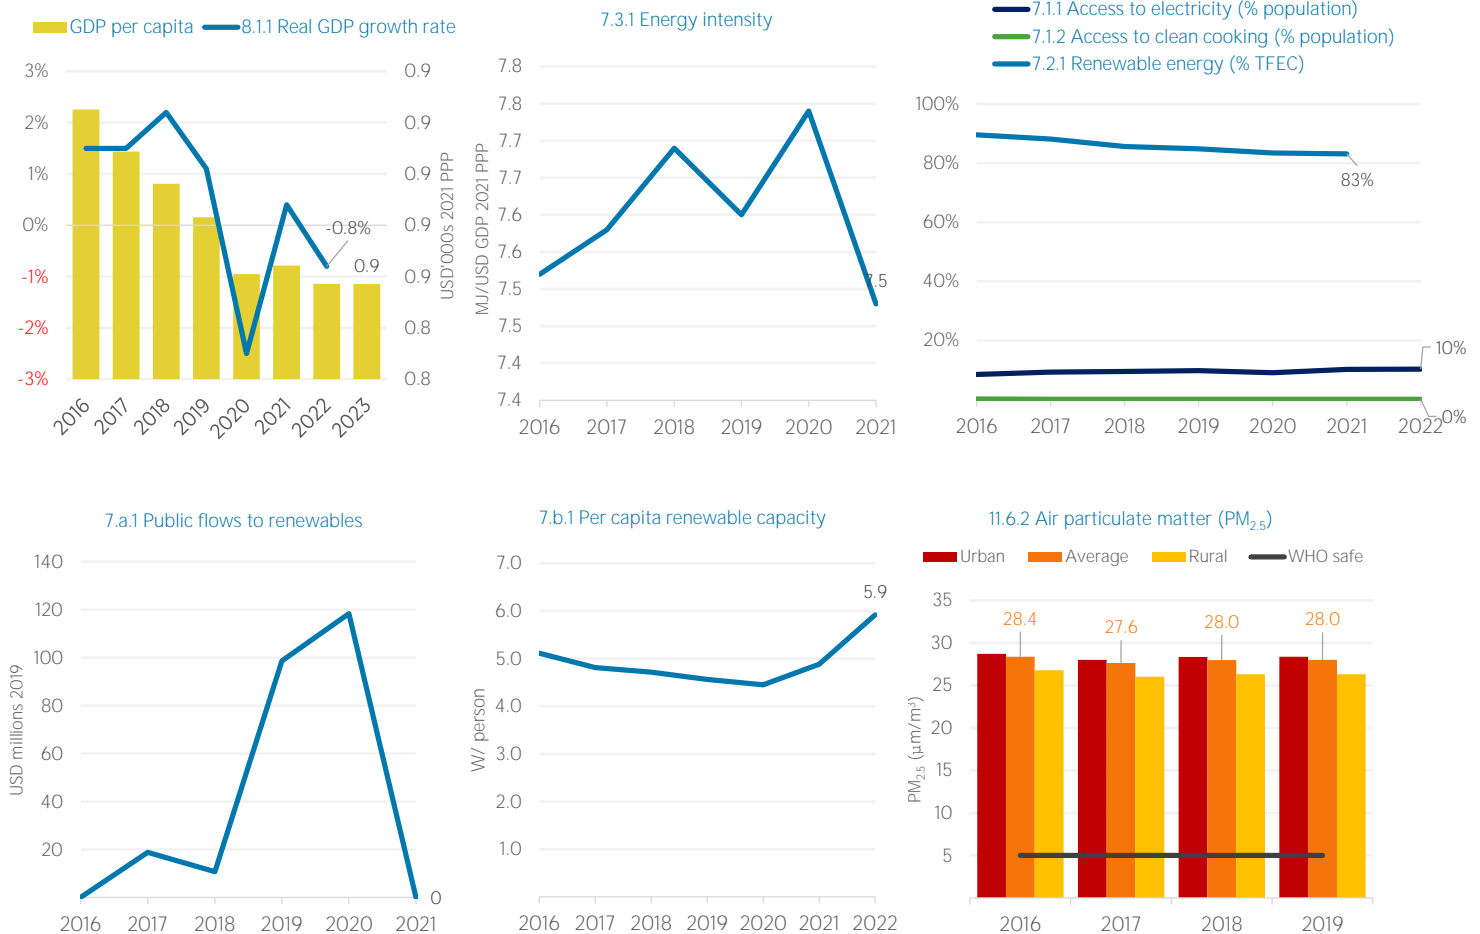 GDP per capita 8.1.1 Real GDP growth rate
3%
2%
1%
0%
-1%
-2%
-3%
0.9
0.9
0.9
0.9
0.9
0.8
0.8
USD'000s 2021 PPP
-0.8%
0.9
2016 2017 2018 2019 2020 2021 2022 2023
7.3.1 Energy intensity
MJ/USD GDP 2021 PPP
7.8
7.8
7.7
7.7
7.6
7.6
7.5
7.5
7.4
7.4
7.5
2016 2017 2018 2019 2020 2021
7.1.1 Access to electricity (% population)
7.1.2 Access to clean cooking (% population)
7.2.1 Renewable energy (% TFEC)
100%
80%
60%
40%
20%
83%
10%
0%
2016 2017 2018 2019 2020 2021 2022
7.a.1 Public flows to renewables
USD millions 2019
140
120
100
80
60
40
20
0
2016 2017 2018 2019 2020 2021
7.b.1 Per capita renewable capacity
W/ person
7.0
6.0
5.0
4.0
3.0
2.0
1.0
5.9
2016 2017 2018 2019 2020 2021 2022
11.6.2 Air particulate matter (PM2.5)
Urban Average Rural WHO safe
PM2.5 (µm/m³)
35
30
25
20
15
10
5
28.4 27.6 28.0 28.0
2016 2017 2018 2019